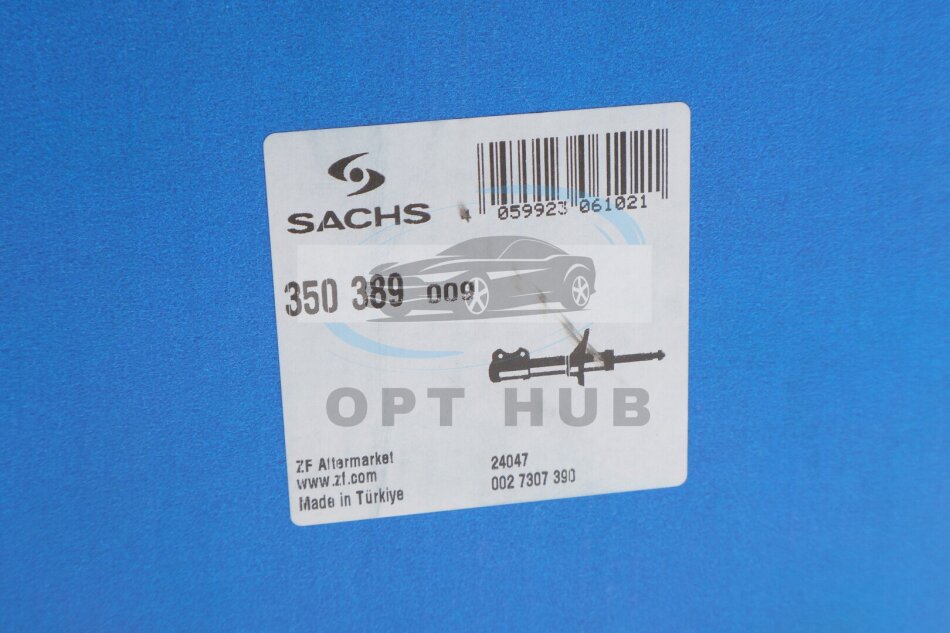 SACHS
4 059923 061021
350 389 009
OPT HUB
ZF Aftermarket
www.zf.com
Made in Türkiye
24047
002 7307 390